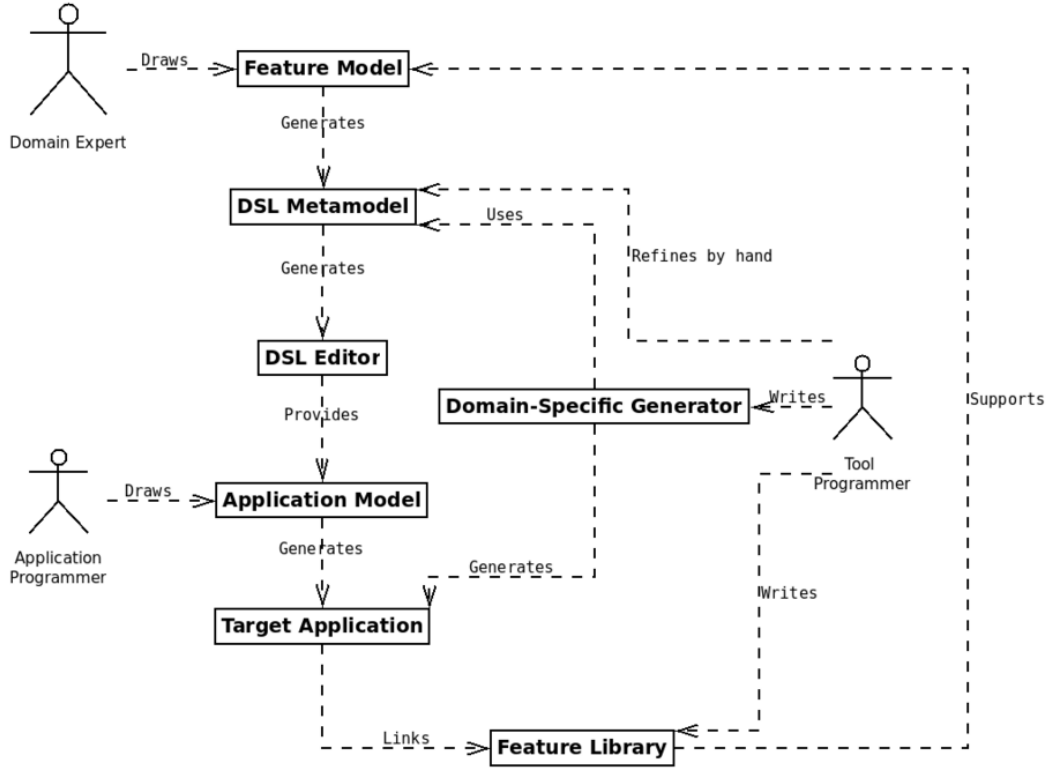 Draws
Feature Model
Domain Expert
Generates
DSL Metamodel
Uses
Refines by hand
Generates
DSL Editor
Domain-Specific Generator
Writes
Supports
Provides
Tool
Programmer
Draws
Application Model
Application
Programmer
Generates
Generates
Writes
Target Application
Links
Feature Library